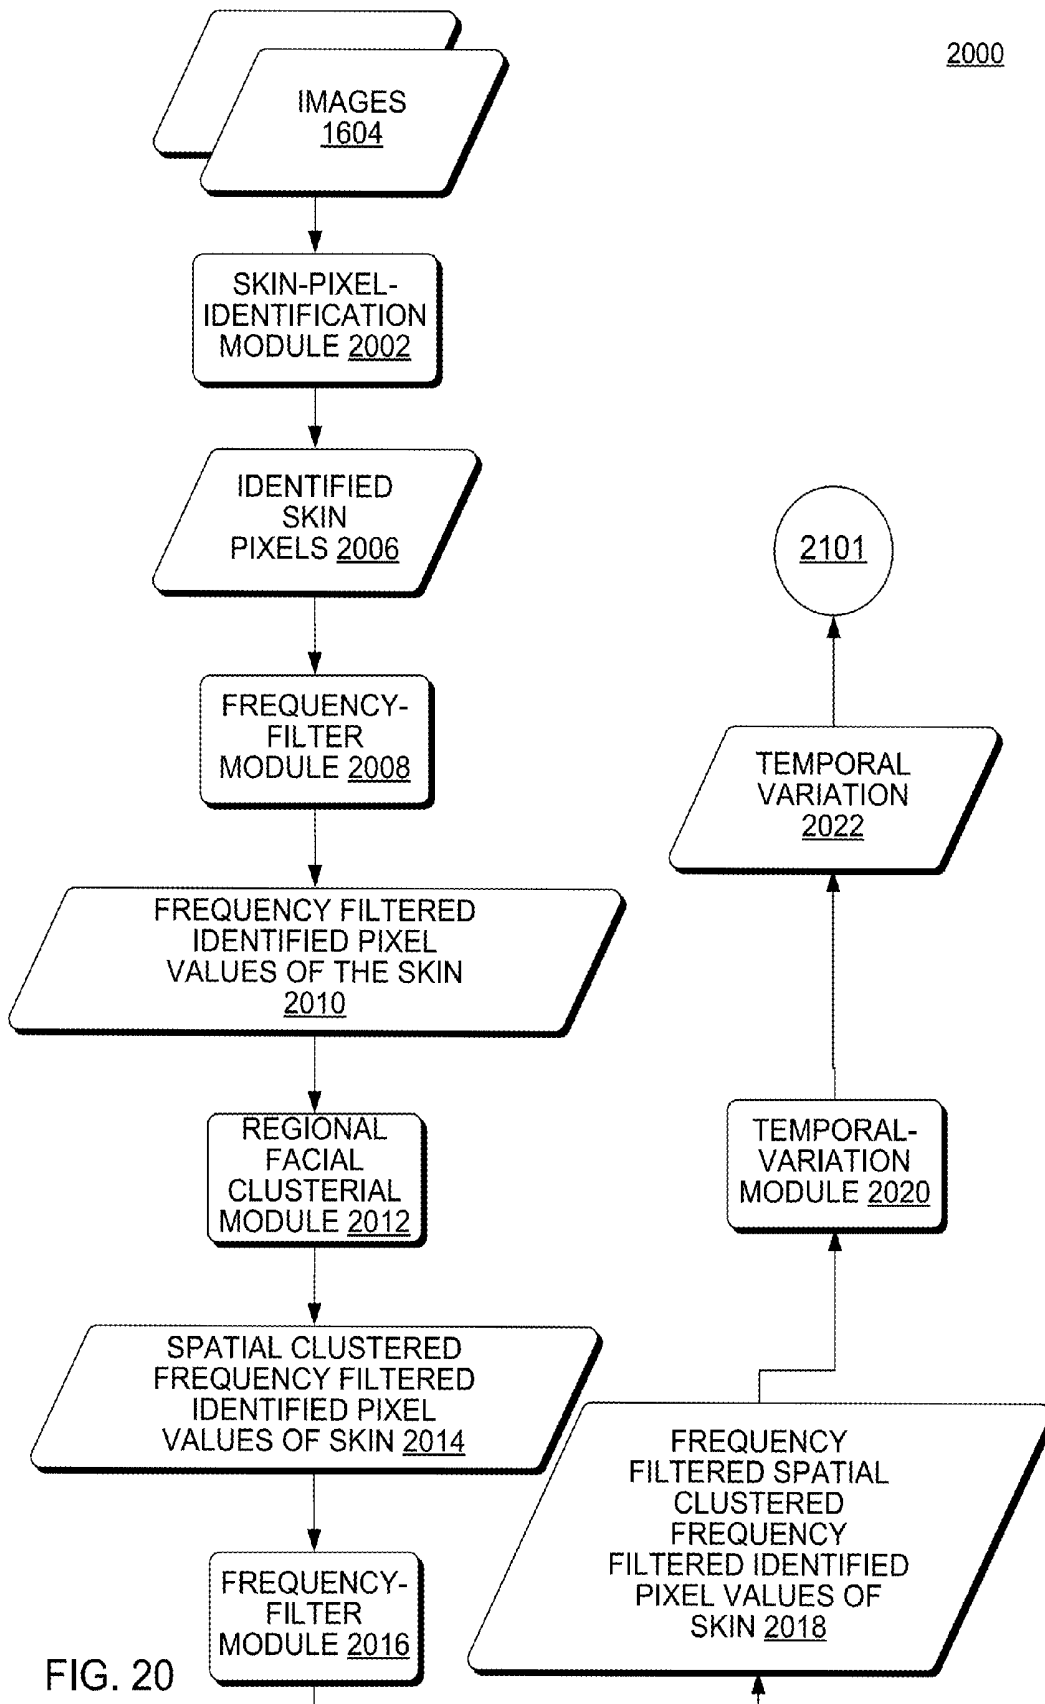 2000
IMAGES
1604
SKIN-PIXEL-
IDENTIFICATION
MODULE 2002
IDENTIFIED
SKIN
PIXELS 2006
FREQUENCY-
FILTER
MODULE 2008
FREQUENCY FILTERED
IDENTIFIED PIXEL
VALUES OF THE SKIN
2010
REGIONAL
FACIAL
CLUSTERIAL
MODULE 2012
SPATIAL CLUSTERED
FREQUENCY FILTERED
IDENTIFIED PIXEL
VALUES OF SKIN 2014
FREQUENCY-
FILTER
MODULE 2016
FREQUENCY
FILTERED SPATIAL
CLUSTERED
FREQUENCY
FILTERED IDENTIFIED
PIXEL VALUES OF
SKIN 2018
TEMPORAL-
VARIATION
MODULE 2020
TEMPORAL
VARIATION
2022
2101
FIG. 20